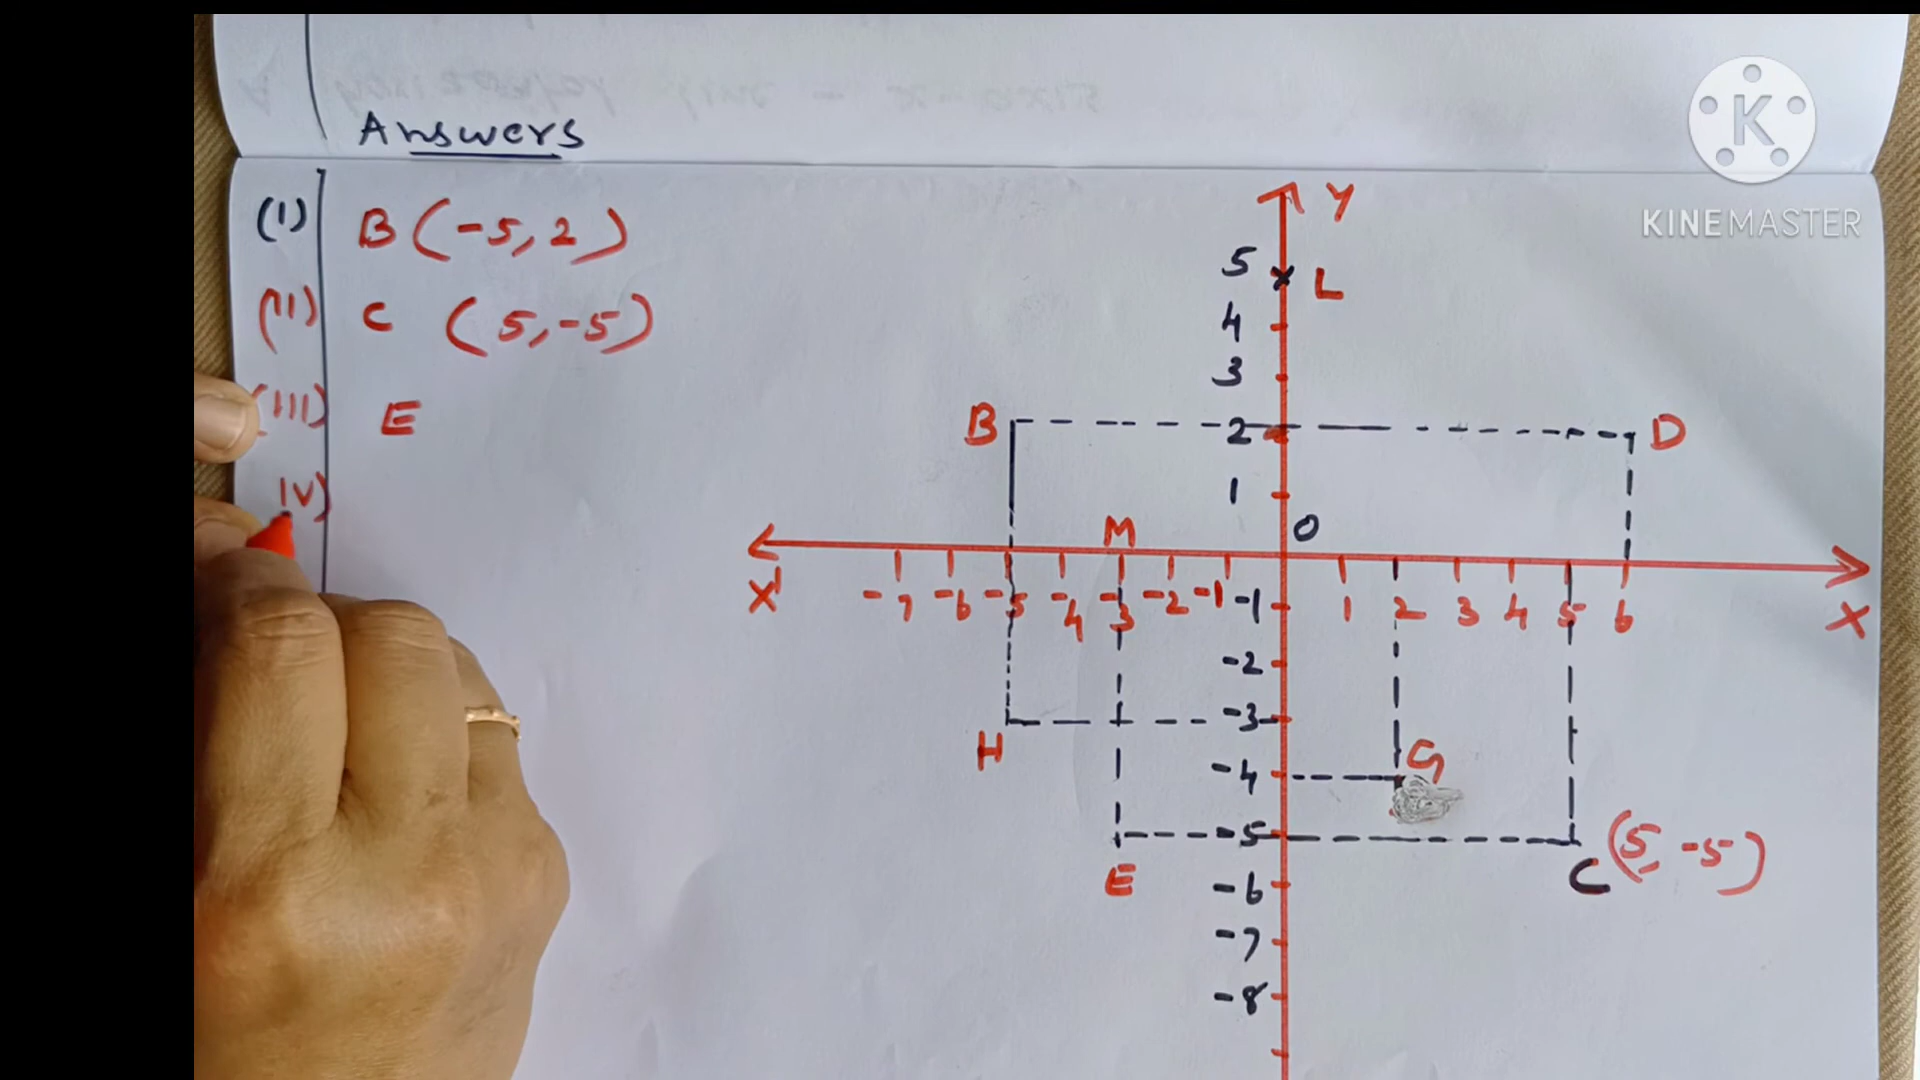 Answers
(I) B (-5, 2)
(II) C (5, -5)
(III) E
IV)
K
KINEMASTER
Y
5 L
4
3
B 2 D
1
M O
X' -7 -6 -5 -4 -3 -2 -1 -1 1 2 3 4 5 6 X
-2
-3
H
-4 G
-5
E C (5, -5)
-6
-7
-8